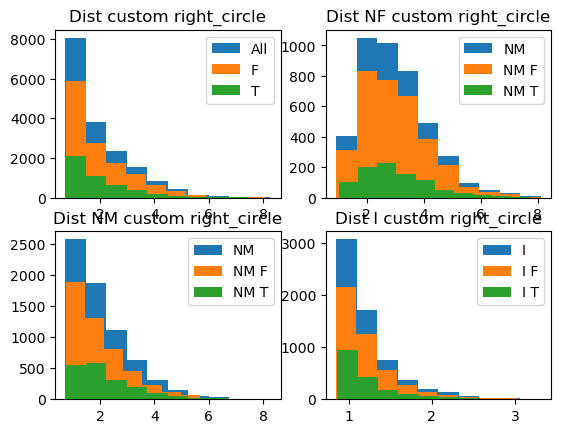 Dist custom right_circle
8000
6000
4000
2000
0
2
4
6
8
All
F
T
Dist NF custom right_circle
1000
800
600
400
200
0
2
4
6
8
NM
NM F
NM T
Dist NM custom right_circle
2500
2000
1500
1000
500
0
2
4
6
8
NM
NM F
NM T
Dist I custom right_circle
3000
2000
1000
0
1
2
3
I
I F
I T